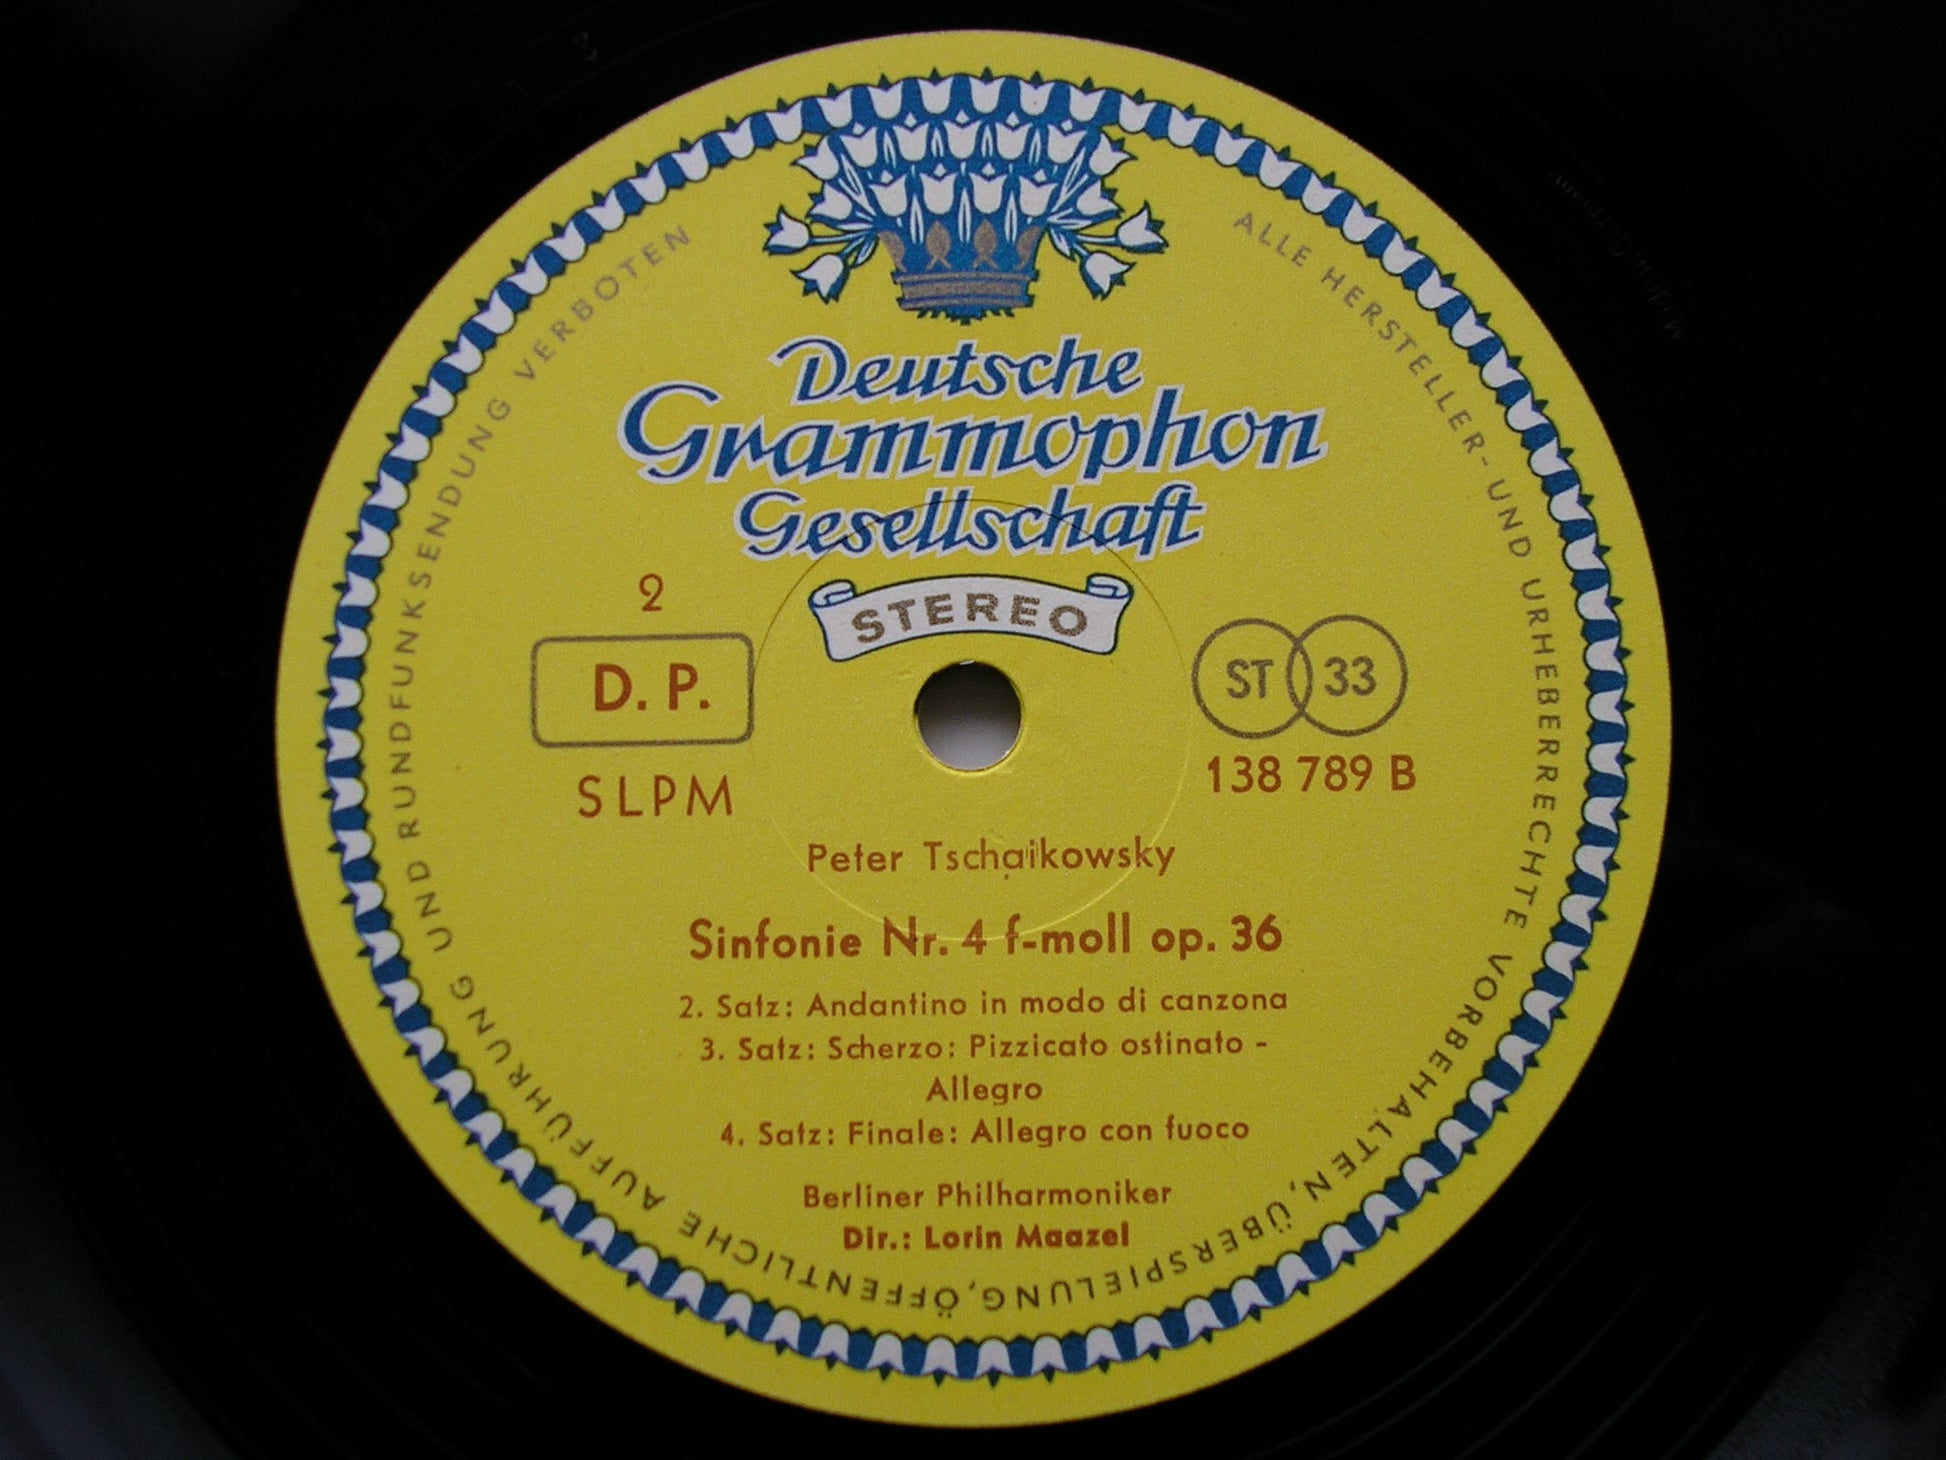 Deutsche
Grammophon
Gesellschaft
STEREO
2
D. P.
SLPM
ST 33
138 789 B
Peter Tschaikowsky
Sinfonie Nr. 4 f-moll op. 36
2. Satz: Andantino in modo di canzona
3. Satz: Scherzo: Pizzicato ostinato -
Allegro
4. Satz: Finale: Allegro con fuoco
Berliner Philharmoniker
Dir.: Lorin Maazel
ALLE HERSTELLER- UND URHEBERRECHTE VORBEHALTEN, ÜBERSPIELUNG, ÖFFENTLICHE AUFFÜHRUNG UND RUNDFUNKSENDUNG VERBOTEN